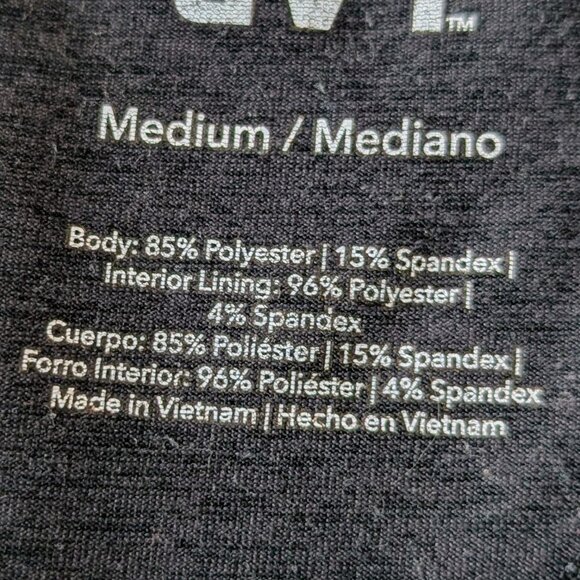 ™
Medium / Mediano
Body: 85% Polyester | 15% Spandex |
Interior Lining: 96% Polyester |
4% Spandex
Cuerpo: 85% Poliéster | 15% Spandex |
Forro Interior: 96% Poliéster | 4% Spandex
Made in Vietnam | Hecho en Vietnam